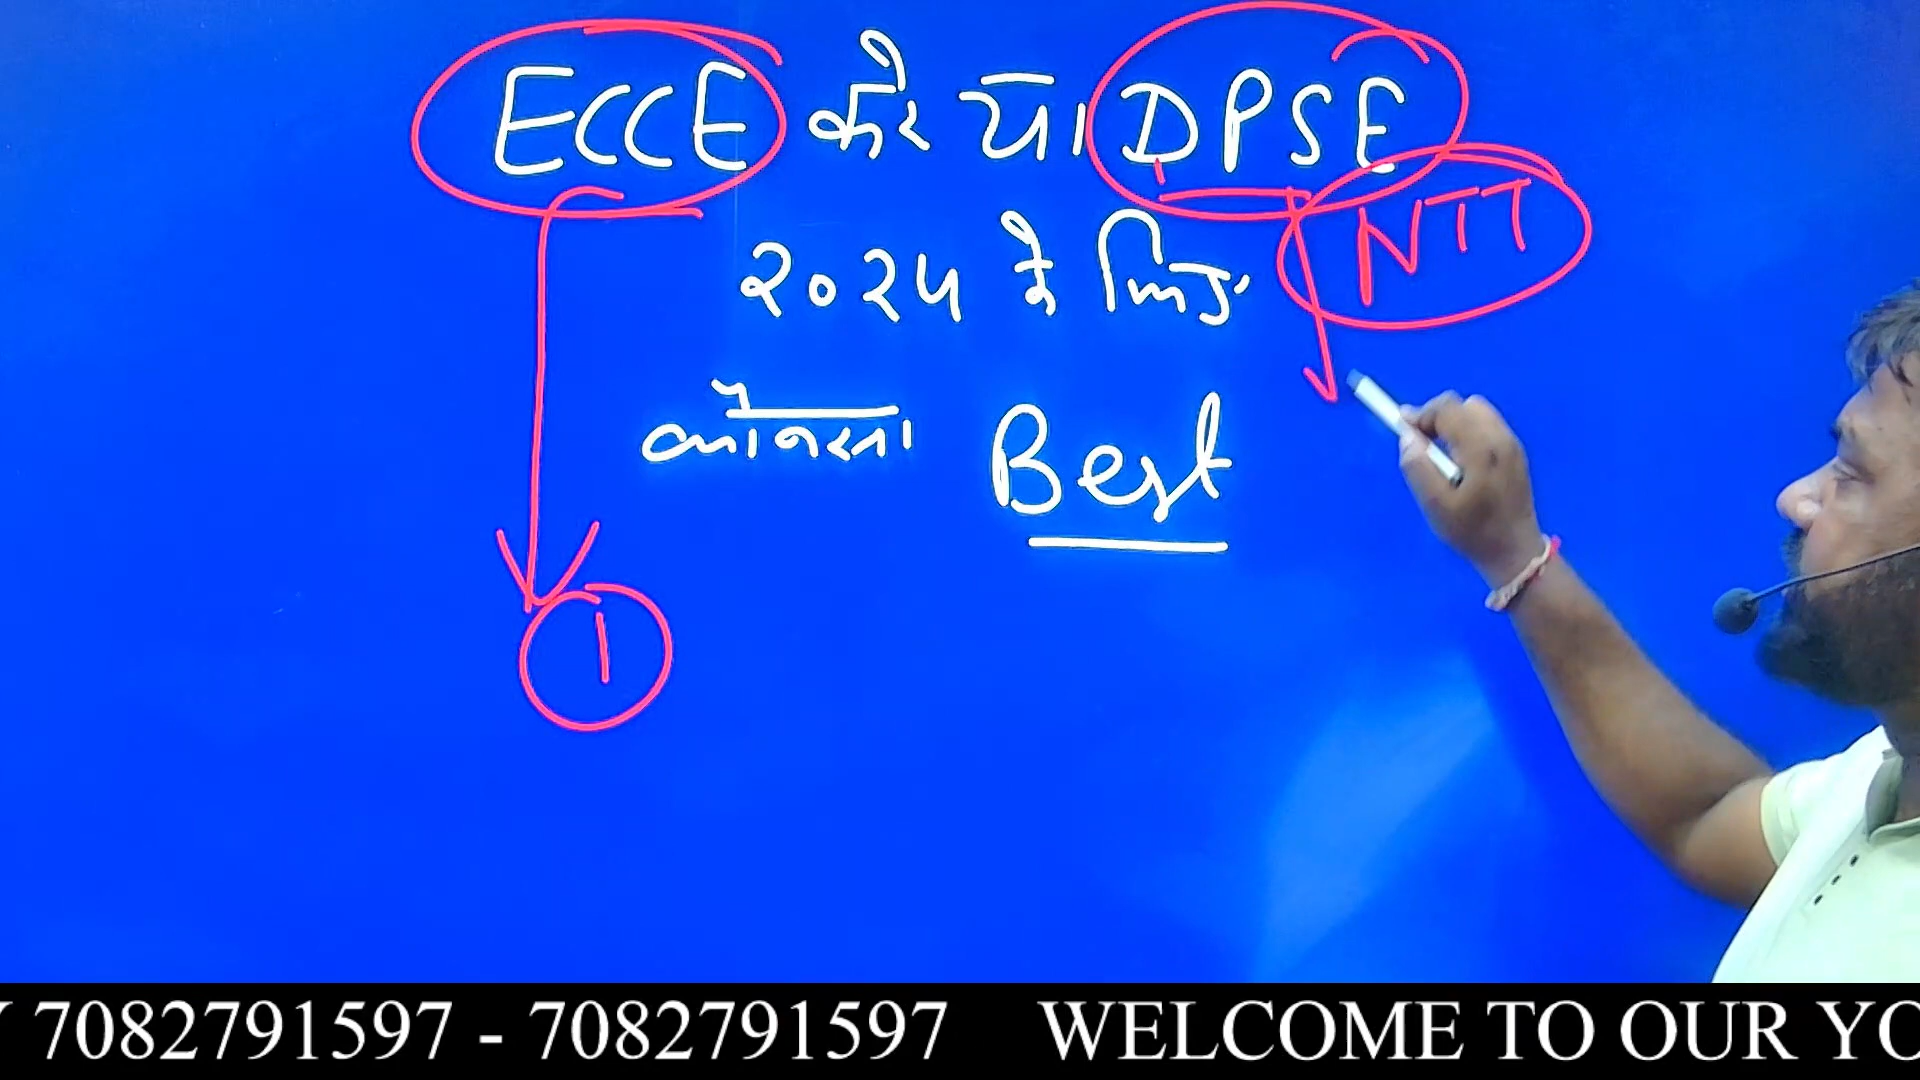 ECCE करे या DPSE
NTT
२०२५ के लिए
कौनसा Best
1
7082791597 - 7082791597 WELCOME TO OUR YO